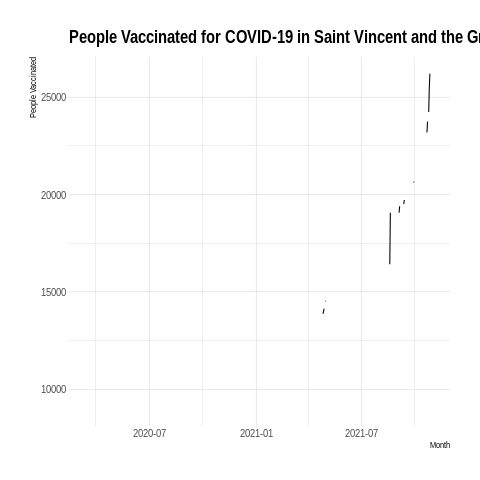 People Vaccinated for COVID-19 in Saint Vincent and the Gr
People Vaccinated
25000
20000
15000
10000
2020-07 2021-01 2021-07
Month